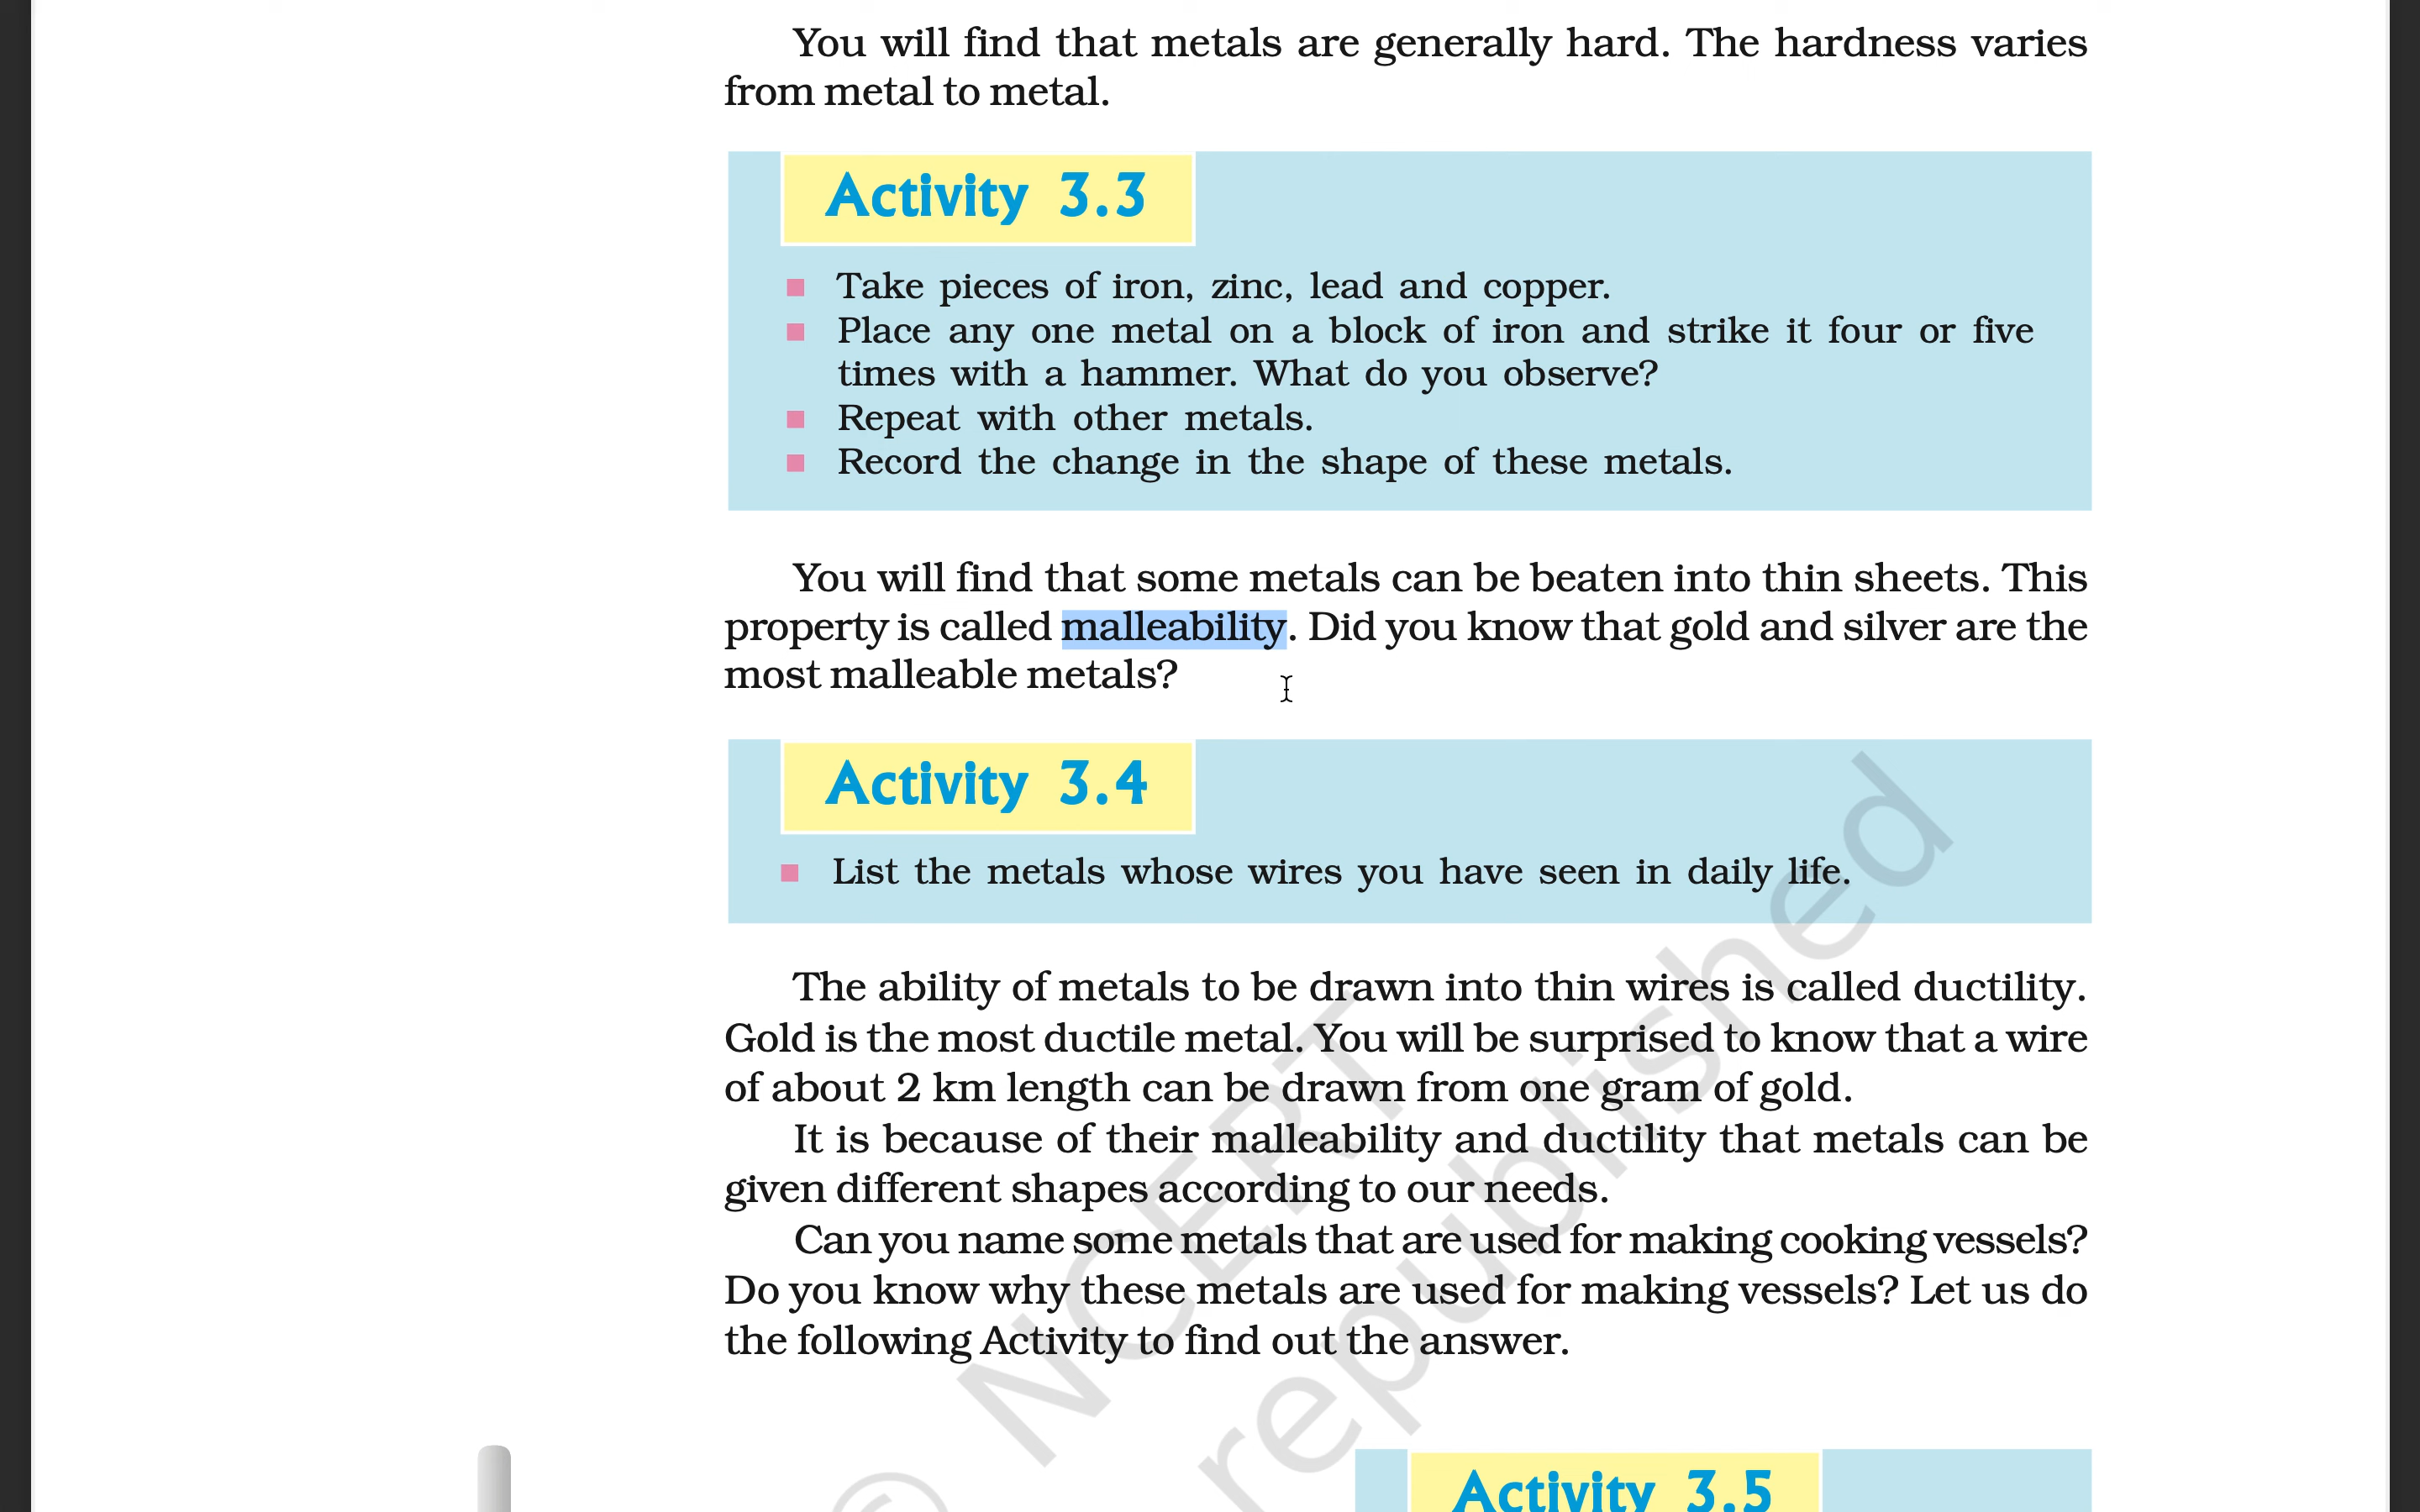 You will find that metals are generally hard. The hardness varies
from metal to metal.
Activity 3.3
Take pieces of iron, zinc, lead and copper.
Place any one metal on a block of iron and strike it four or five
times with a hammer. What do you observe?
Repeat with other metals.
Record the change in the shape of these metals.
You will find that some metals can be beaten into thin sheets. This
property is called malleability. Did you know that gold and silver are the
most malleable metals?
Activity 3.4
List the metals whose wires you have seen in daily life.
The ability of metals to be drawn into thin wires is called ductility.
Gold is the most ductile metal. You will be surprised to know that a wire
of about 2 km length can be drawn from one gram of gold.
It is because of their malleability and ductility that metals can be
given different shapes according to our needs.
Can you name some metals that are used for making cooking vessels?
Do you know why these metals are used for making vessels? Let us do
the following Activity to find out the answer.
Activity 3.5
© NCERT
republished